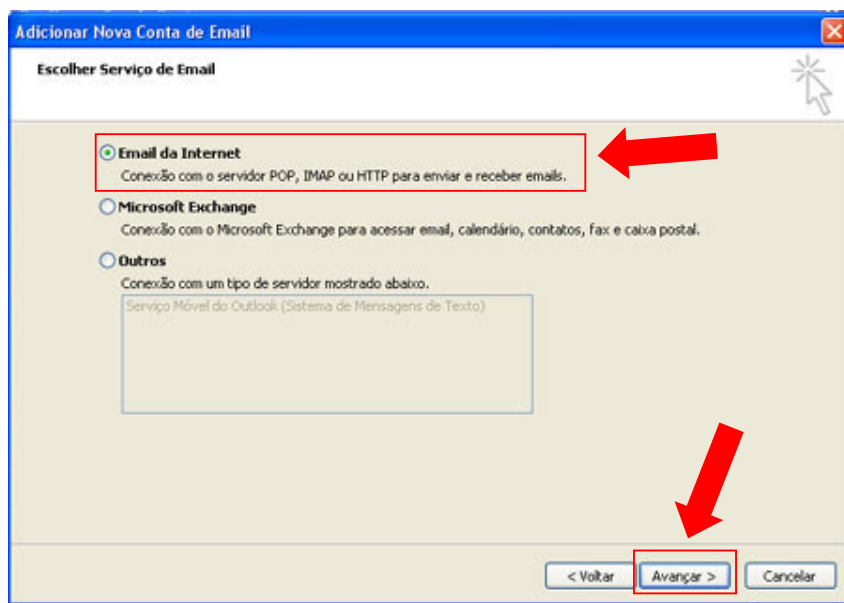 Adicionar Nova Conta de Email
Escolher Serviço de Email
Email da Internet
Conexão com o servidor POP, IMAP ou HTTP para enviar e receber emails.
Microsoft Exchange
Conexão com o Microsoft Exchange para acessar email, calendário, contatos, fax e caixa postal.
Outros
Conexão com um tipo de servidor mostrado abaixo.
Serviço Móvel do Outlook (Sistema de Mensagens de Texto)
< Voltar Avançar > Cancelar